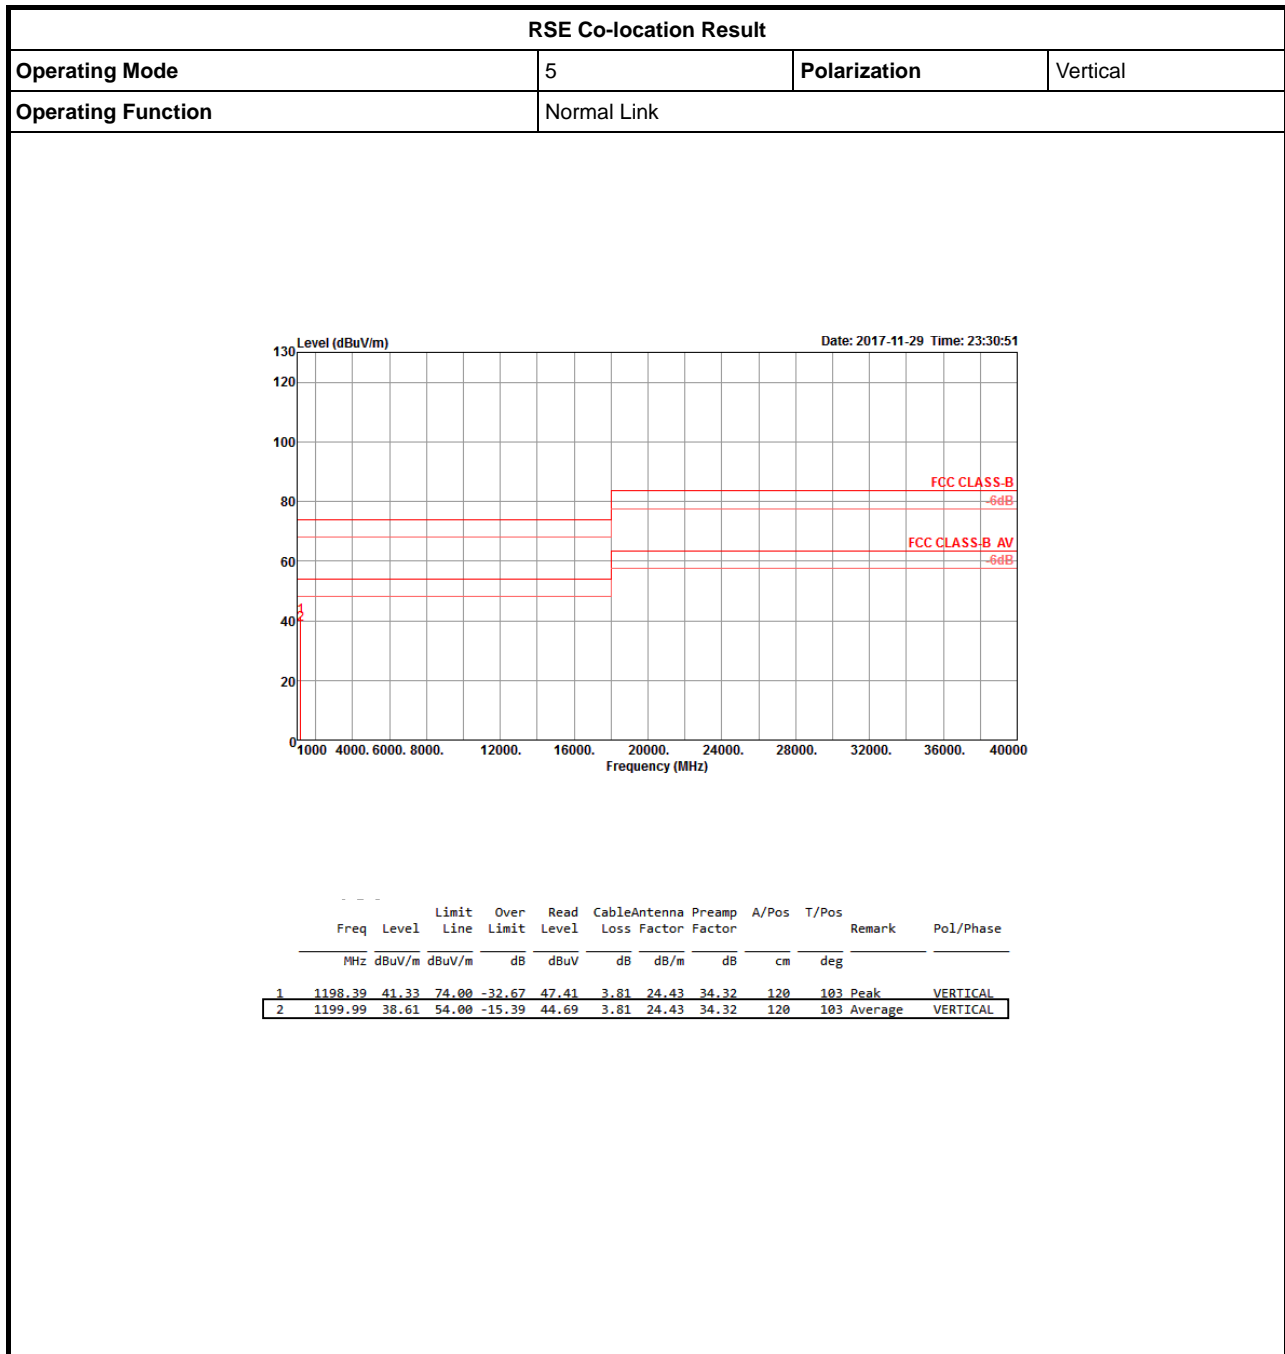 RSE Co-location Result
Operating Mode 5 Polarization Vertical
Operating Function Normal Link
Level (dBuV/m) Date: 2017-11-29 Time: 23:30:51
130
120
100
80
60
40
20
0
FCC CLASS-B
-6dB
FCC CLASS-B AV
-6dB
1
2
1000 4000. 6000. 8000. 12000. 16000. 20000. 24000. 28000. 32000. 36000. 40000
Frequency (MHz)
Limit Over Read CableAntenna Preamp A/Pos T/Pos
Freq Level Line Limit Level Loss Factor Factor Remark Pol/Phase
MHz dBuV/m dBuV/m dB dBuV dB dB/m dB cm deg
1 1198.39 41.33 74.00 -32.67 47.41 3.81 24.43 34.32 120 103 Peak VERTICAL
2 1199.99 38.61 54.00 -15.39 44.69 3.81 24.43 34.32 120 103 Average VERTICAL